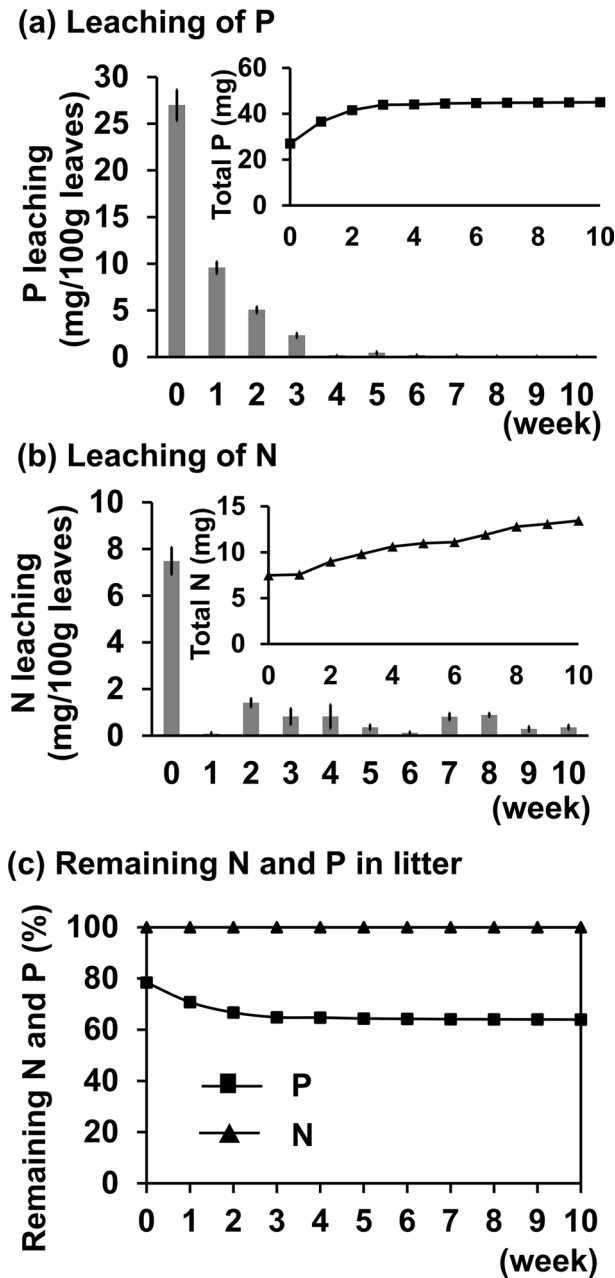 (a) Leaching of P
P leaching
(mg/100g leaves)
30
25
20
15
10
5
0
0 1 2 3 4 5 6 7 8 9 10
(week)
Total P (mg)
60
40
20
0
0 2 4 6 8 10
(b) Leaching of N
N leaching
(mg/100g leaves)
10
8
6
4
2
0
0 1 2 3 4 5 6 7 8 9 10
(week)
Total N (mg)
15
10
5
0
0 2 4 6 8 10
(c) Remaining N and P in litter
Remaining N and P (%)
100
80
60
40
20
0
P
N
0 1 2 3 4 5 6 7 8 9 10
(week)